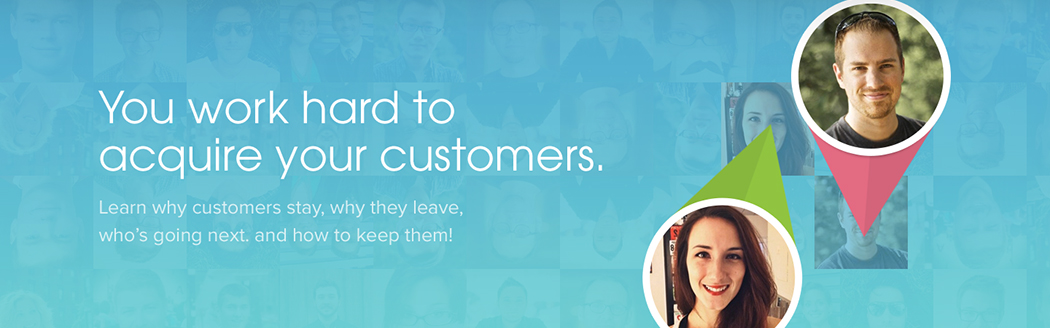 You work hard to
acquire your customers.
Learn why customers stay, why they leave,
who's going next. and how to keep them!